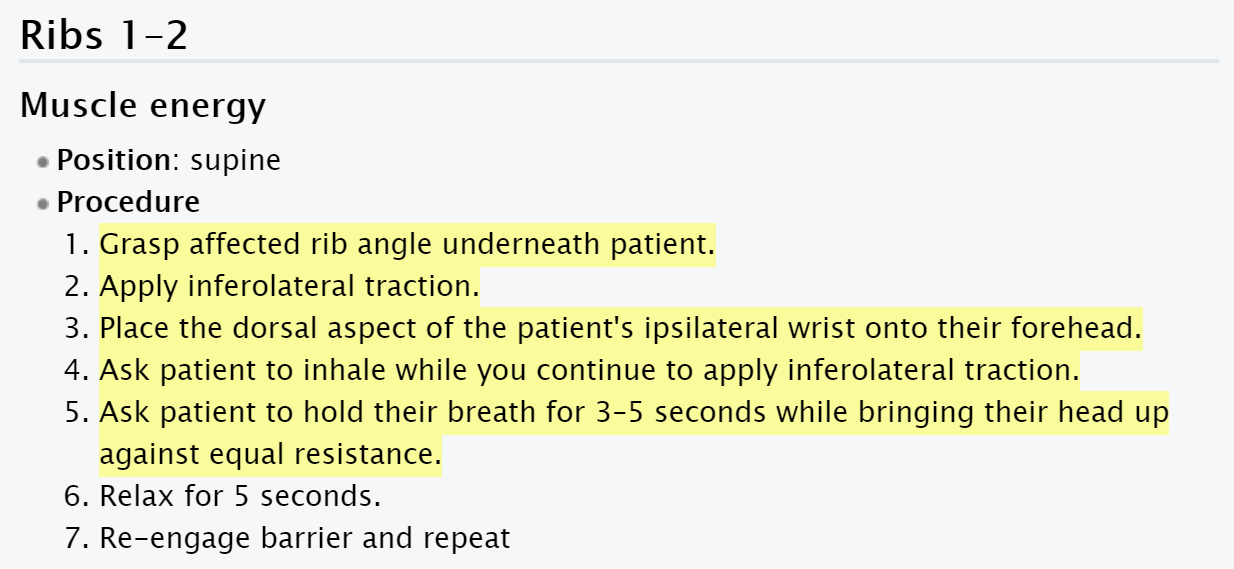 Ribs 1–2
Muscle energy
Position: supine
Procedure
1. Grasp affected rib angle underneath patient.
2. Apply inferolateral traction.
3. Place the dorsal aspect of the patient's ipsilateral wrist onto their forehead.
4. Ask patient to inhale while you continue to apply inferolateral traction.
5. Ask patient to hold their breath for 3–5 seconds while bringing their head up
against equal resistance.
6. Relax for 5 seconds.
7. Re-engage barrier and repeat